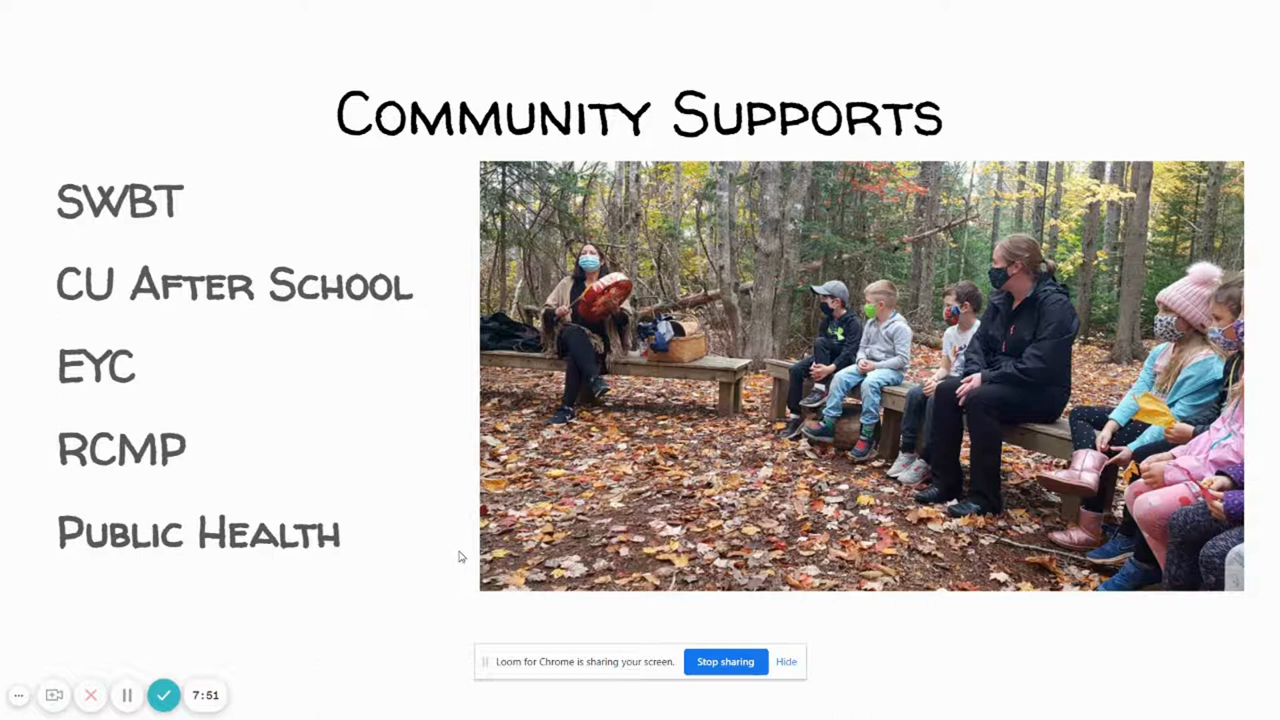 Community Supports
SWBT
CU After School
EYC
RCMP
Public Health
Loom for Chrome is sharing your screen. Stop sharing Hide
7:51